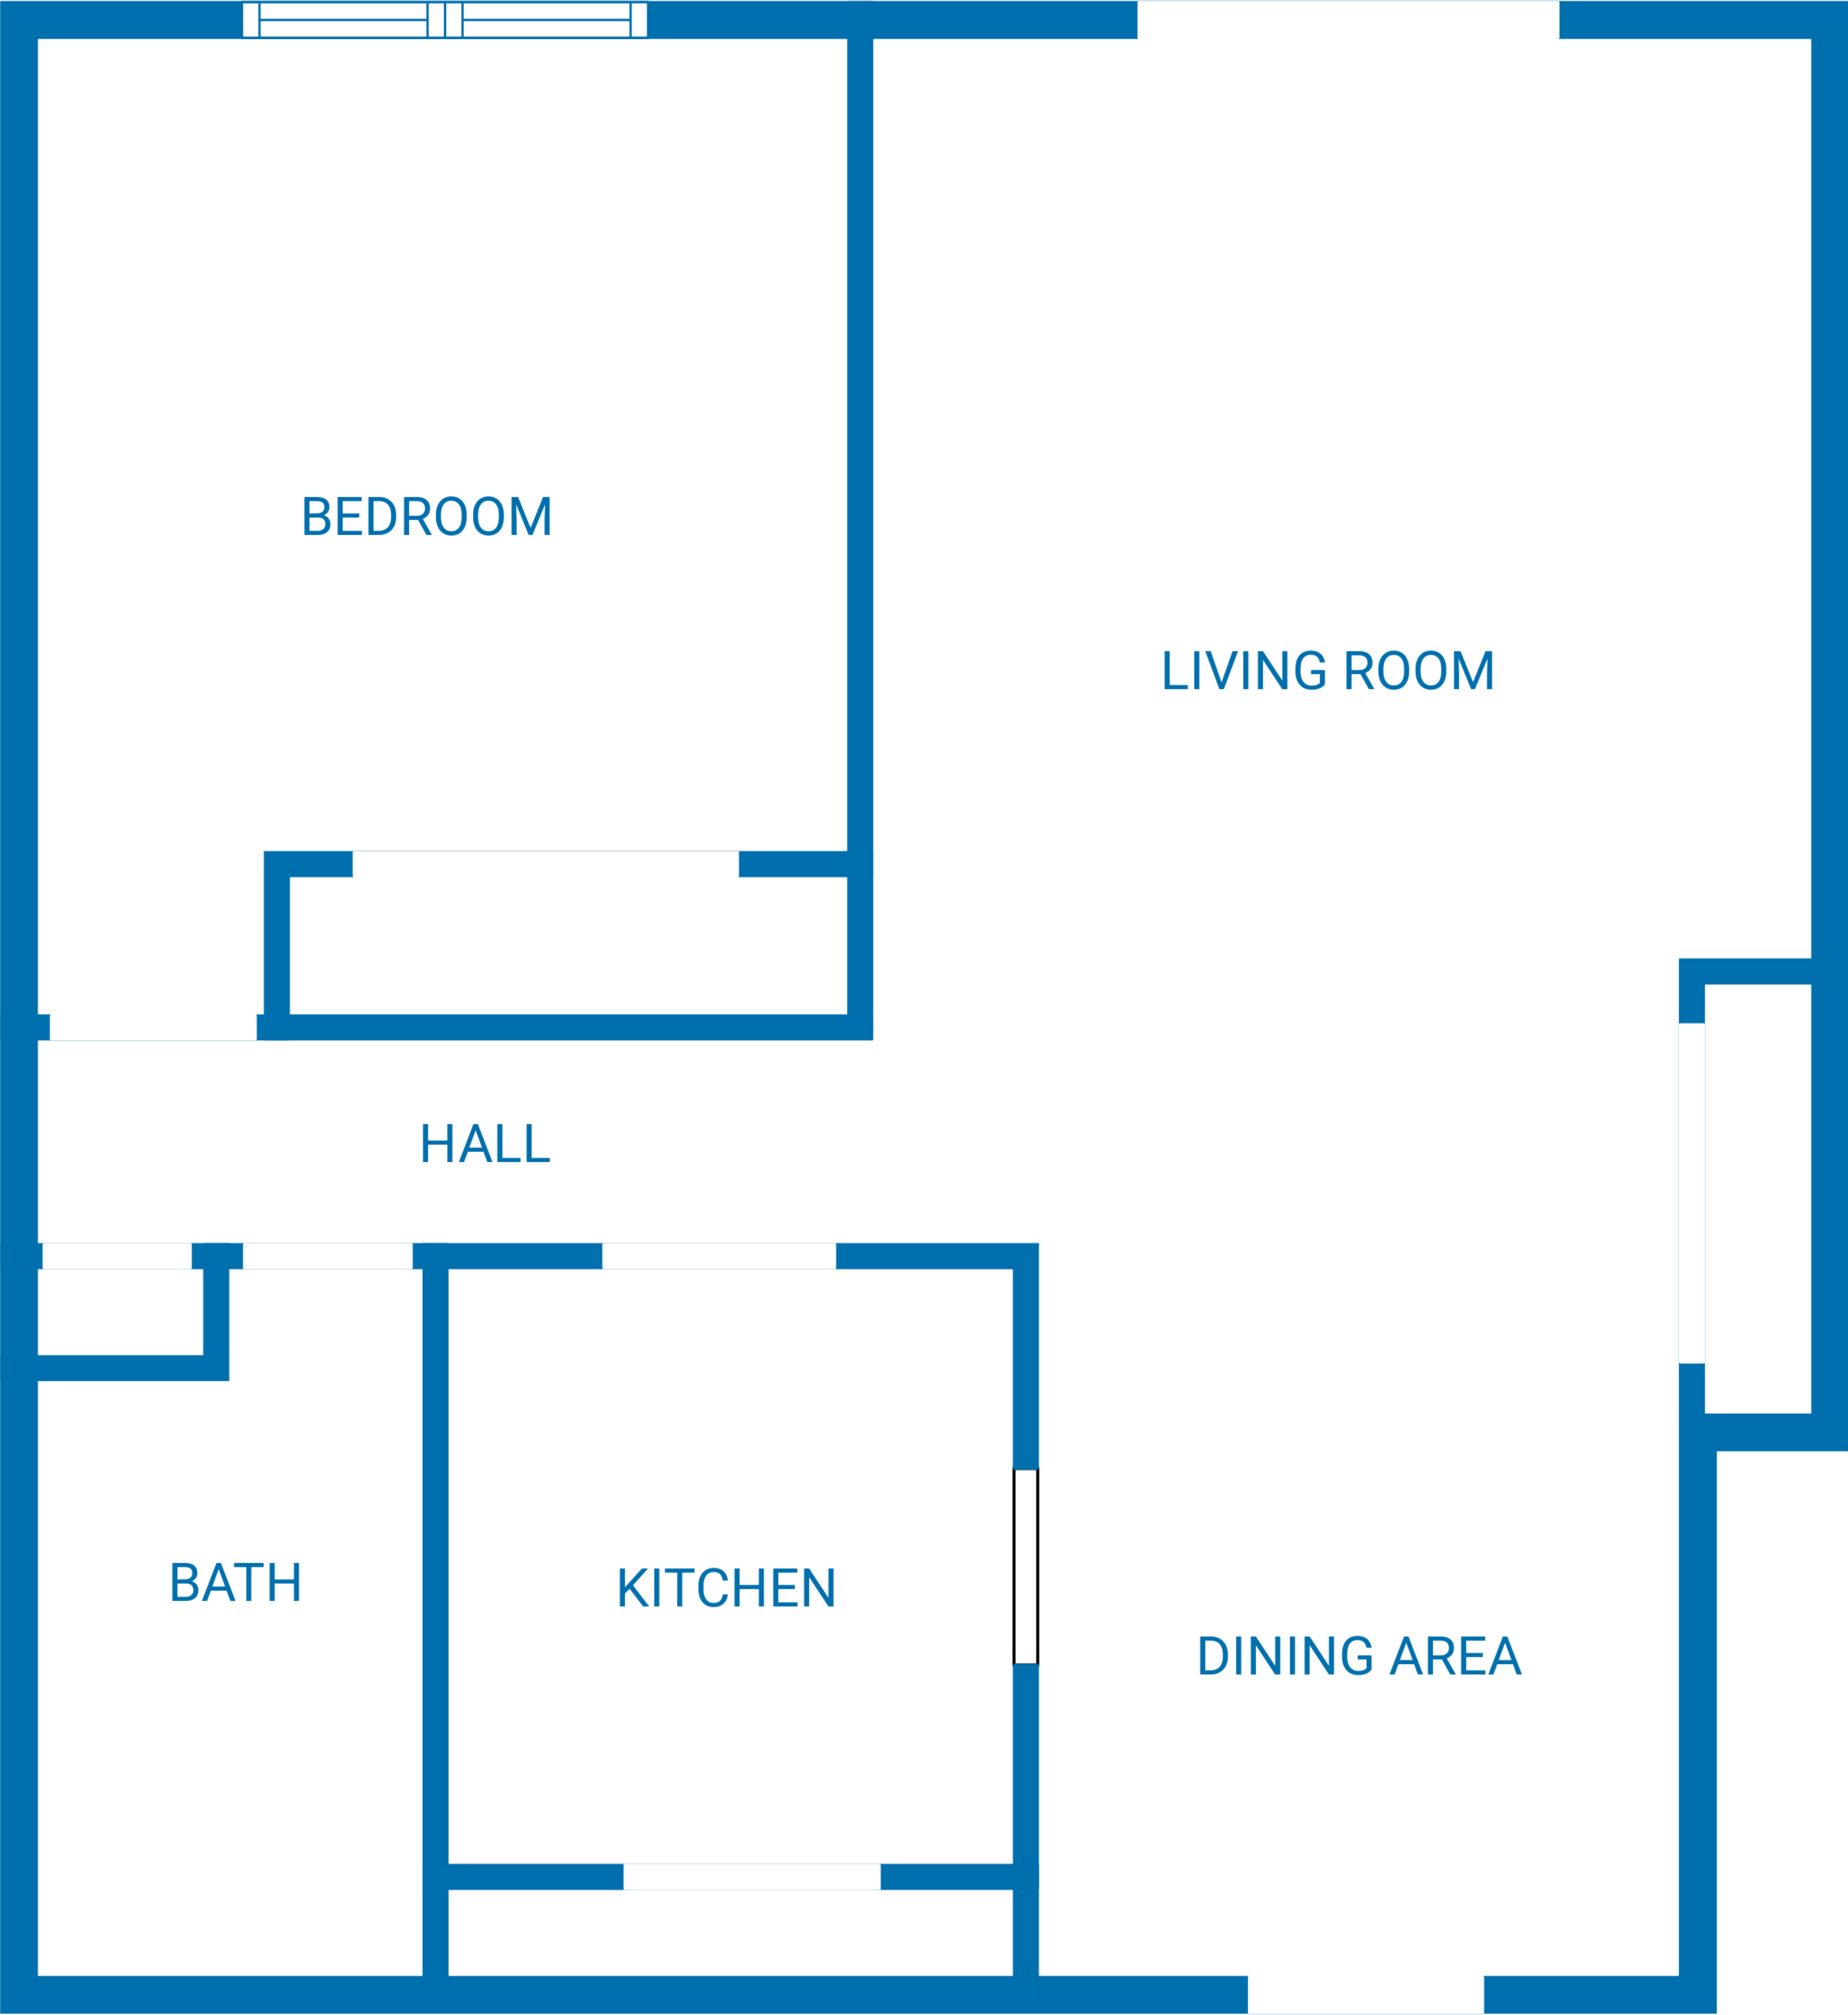 BEDROOM
LIVING ROOM
HALL
BATH
KITCHEN
DINING AREA